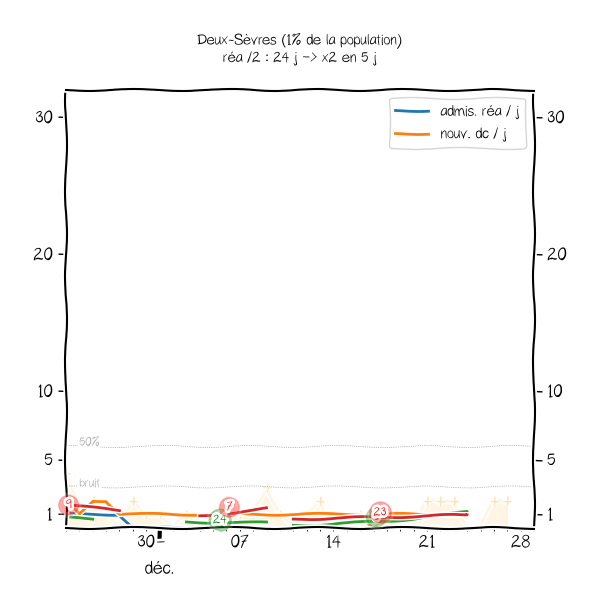 Deux-Sèvres (1% de la population)
réa /2 : 24 j -> x2 en 5 j
admis. réa / j
nouv. dc / j
30 30
20 20
10 10
50%
5 5
bruit
9 7 23
24
1 1
30 07 14 21 28
déc.